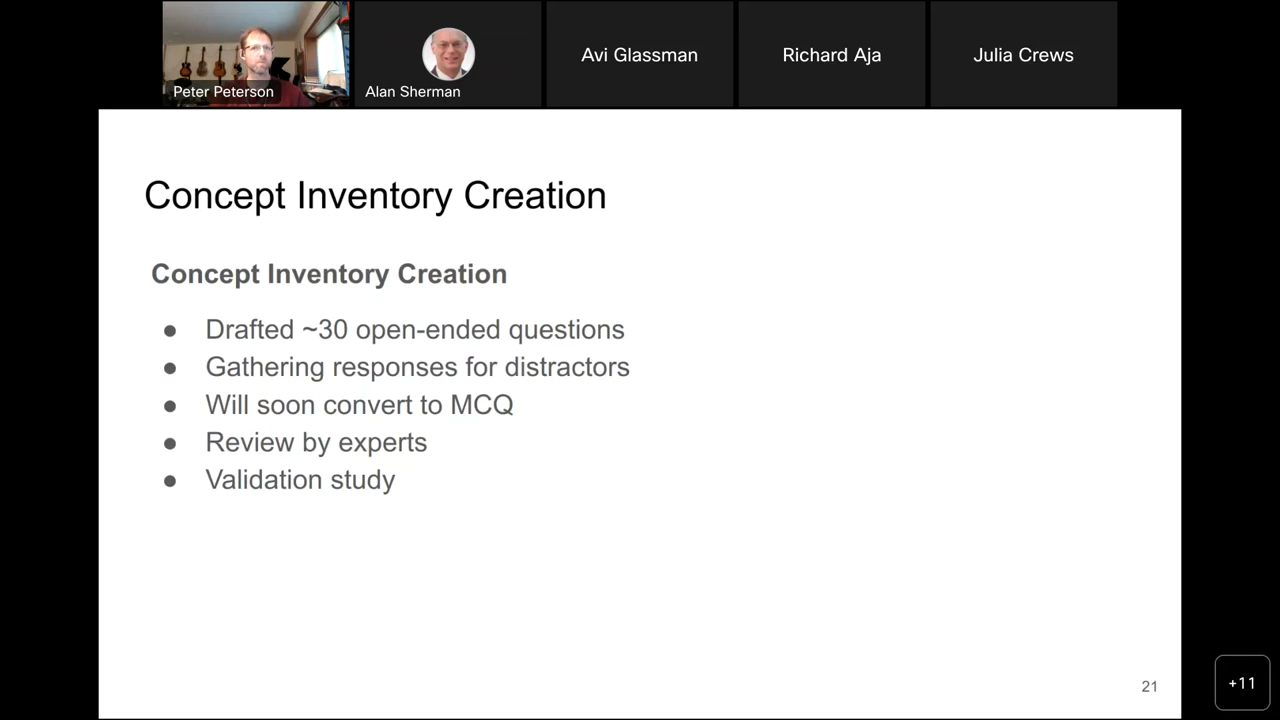 Peter Peterson
Alan Sherman
Avi Glassman
Richard Aja
Julia Crews
Concept Inventory Creation
Concept Inventory Creation
● Drafted ~30 open-ended questions
● Gathering responses for distractors
● Will soon convert to MCQ
● Review by experts
● Validation study
21
+11